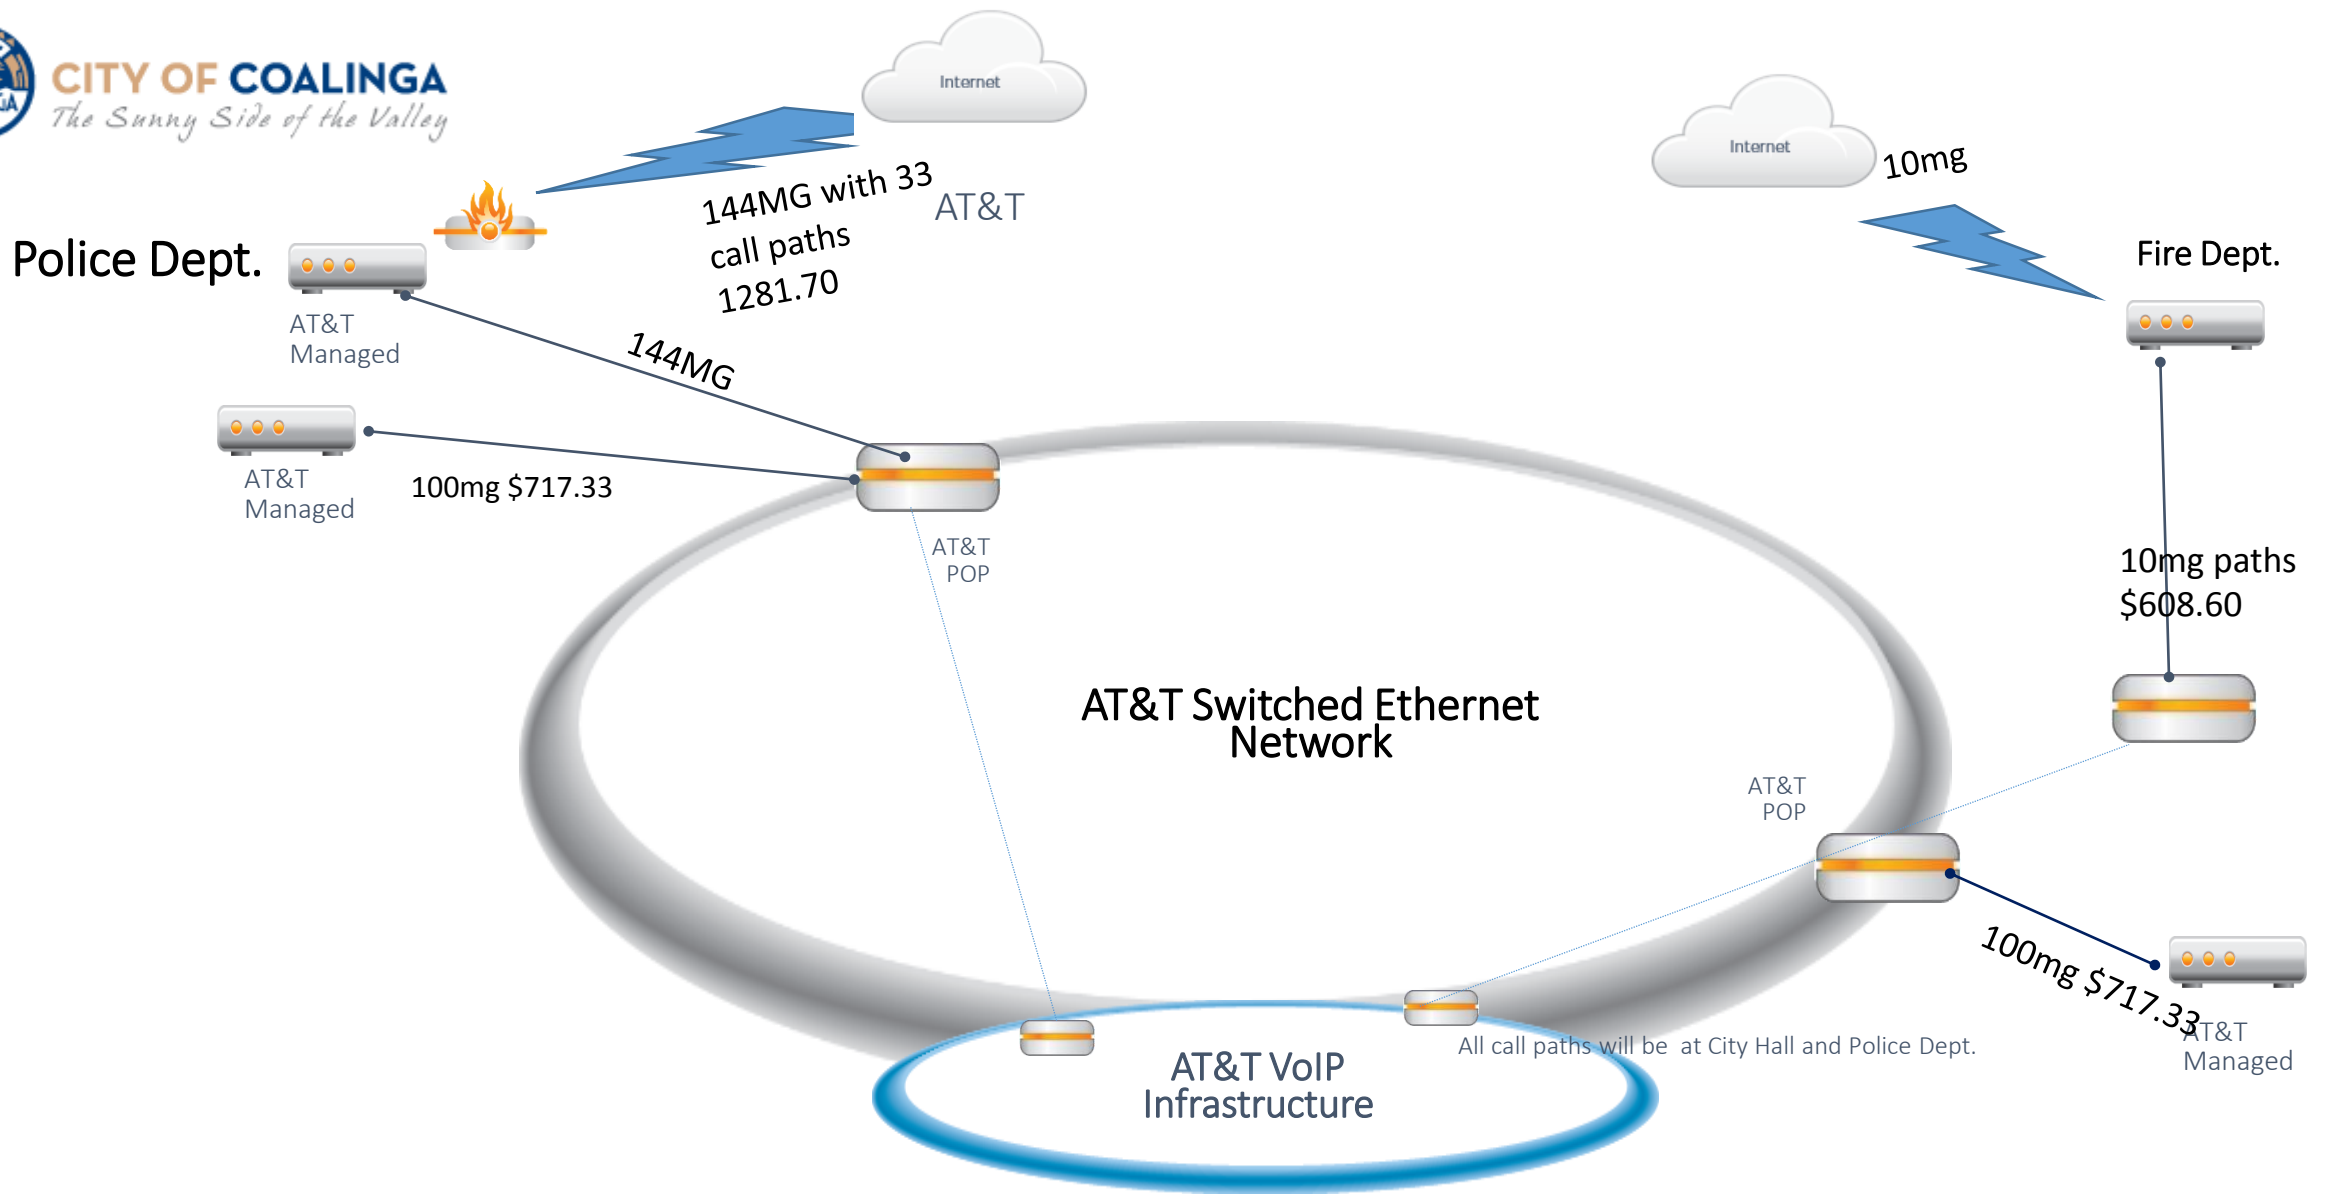 CITY OF COALINGA
The Sunny Side of the Valley
Internet
Internet
10mg
144MG with 33
call paths
1281.70
AT&T
Police Dept.
Fire Dept.
AT&T
Managed
144MG
AT&T
Managed
100mg $717.33
AT&T
POP
10mg paths
$608.60
AT&T Switched Ethernet
Network
AT&T
POP
100mg $717.33
AT&T
Managed
All call paths will be at City Hall and Police Dept.
AT&T VoIP
Infrastructure